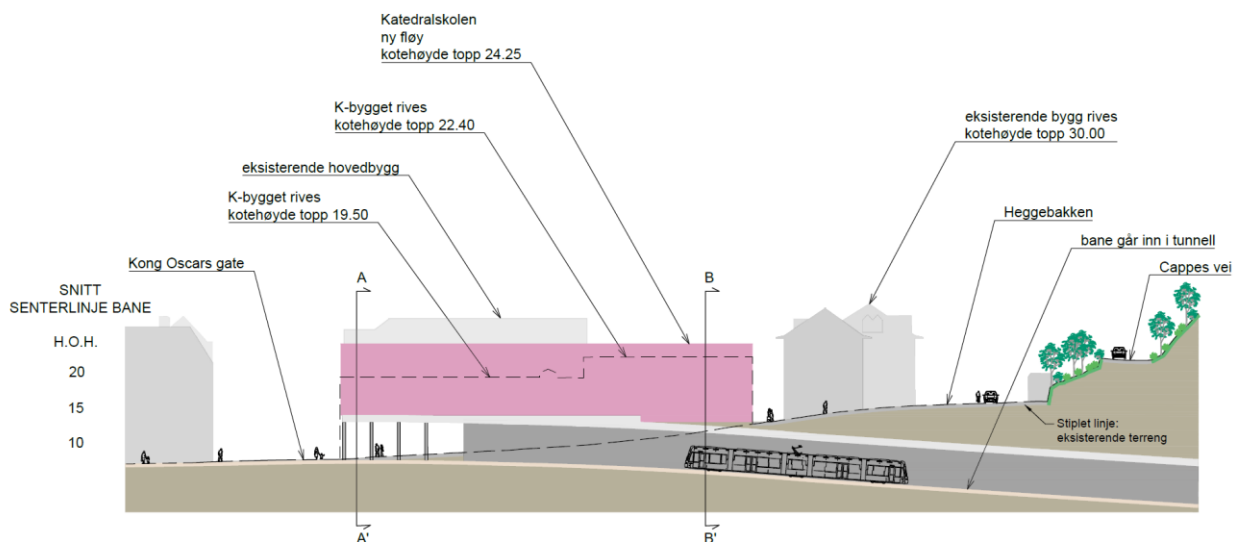 Katedralskolen
ny fløy
kotehøyde topp 24.25
K-bygget rives
kotehøyde topp 22.40
eksisterende bygg rives
kotehøyde topp 30.00
eksisterende hovedbygg
K-bygget rives
kotehøyde topp 19.50
Heggebakken
bane går inn i tunnell
Kong Oscars gate
Cappes vei
A
B
SNITT
SENTERLINJE BANE
H.O.H.
20
15
10
Stiplet linje:
eksisterende terreng
A'
B'